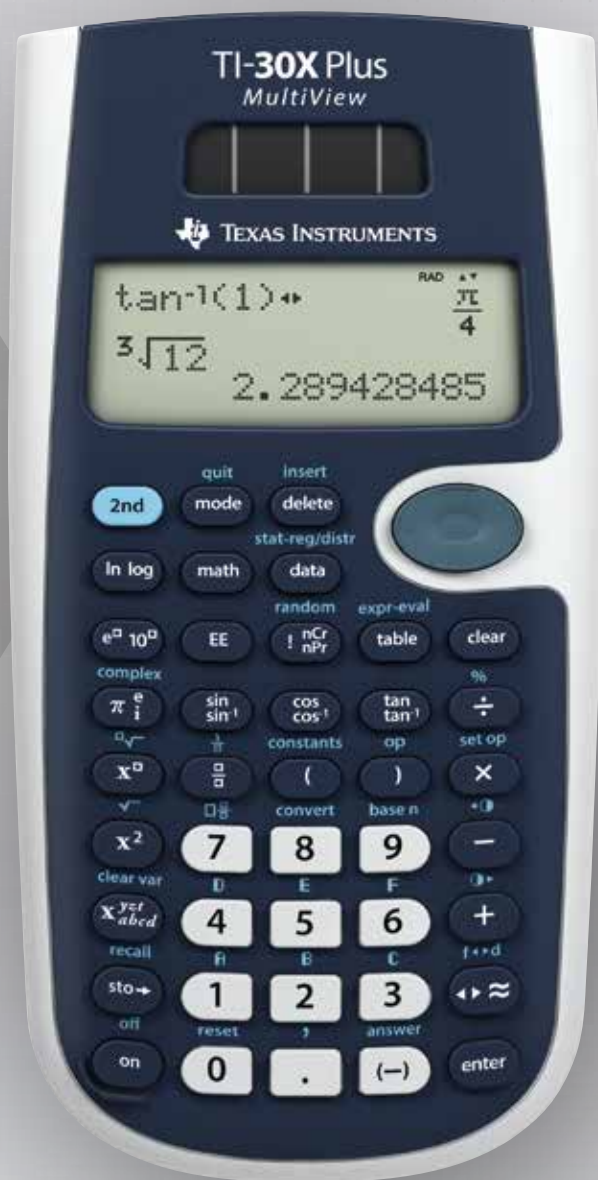 TI-30X Plus
MultiView
TEXAS INSTRUMENTS
RAD
tan-1(1) π/4
3√12
2.289428485
quit insert
2nd mode delete
stat-reg/distr
ln log math data
random expr-eval
e□ 10□ EE ! nCr nPr table clear
complex %
π e i sin sin-1 cos cos-1 tan tan-1 ÷
□√ constants op set op
x□ □/□ ( ) ×
√ convert base n
x2 7 8 9 −
clear var D E F
x yzt abcd 4 5 6 +
recall A B C f◂▸d
sto→ 1 2 3 ◂▸≈
off reset , answer
on 0 . (−) enter